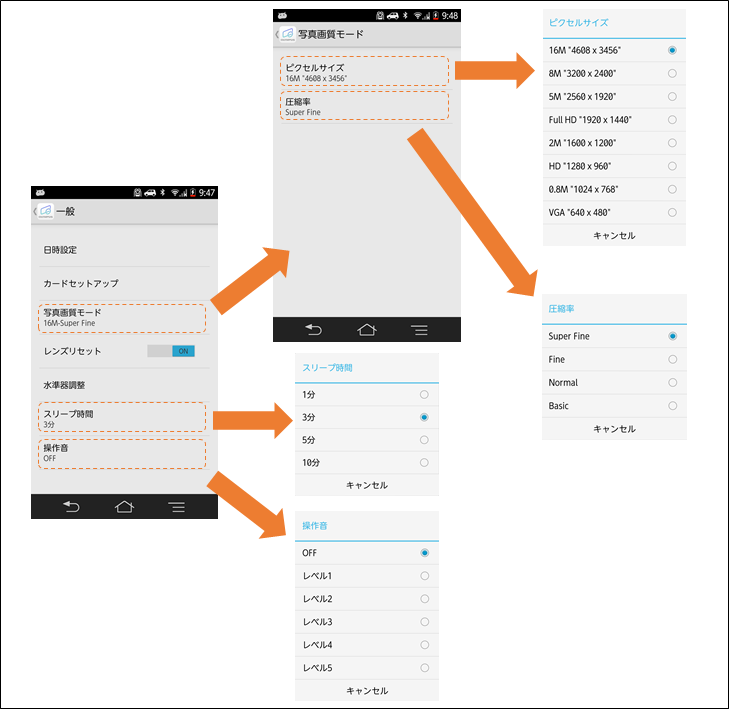 9:47
一般
日時設定
カードセットアップ
写真画質モード
16M-Super Fine
レンズリセット
ON
水準器調整
スリープ時間
3分
操作音
OFF
9:48
写真画質モード
ピクセルサイズ
16M "4608 x 3456"
圧縮率
Super Fine
ピクセルサイズ
16M "4608 x 3456"
8M "3200 x 2400"
5M "2560 x 1920"
Full HD "1920 x 1440"
2M "1600 x 1200"
HD "1280 x 960"
0.8M "1024 x 768"
VGA "640 x 480"
キャンセル
圧縮率
Super Fine
Fine
Normal
Basic
キャンセル
スリープ時間
1分
3分
5分
10分
キャンセル
操作音
OFF
レベル1
レベル2
レベル3
レベル4
レベル5
キャンセル